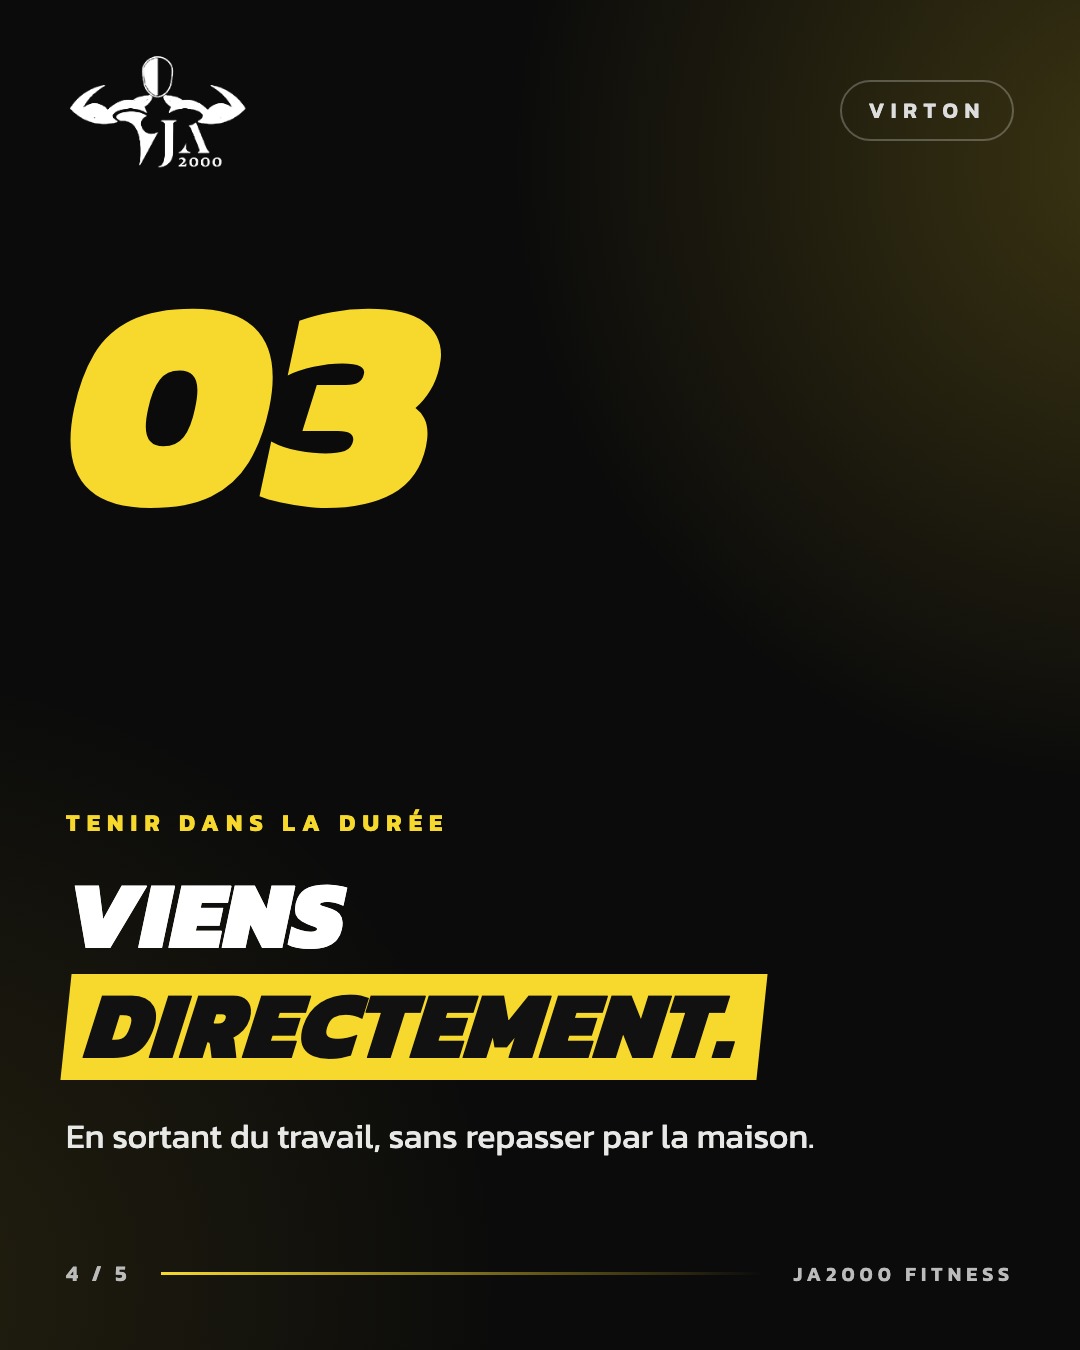 JA
2000
VIRTON
03
TENIR DANS LA DURÉE
VIENS
DIRECTEMENT.
En sortant du travail, sans repasser par la maison.
4 / 5
JA2000 FITNESS